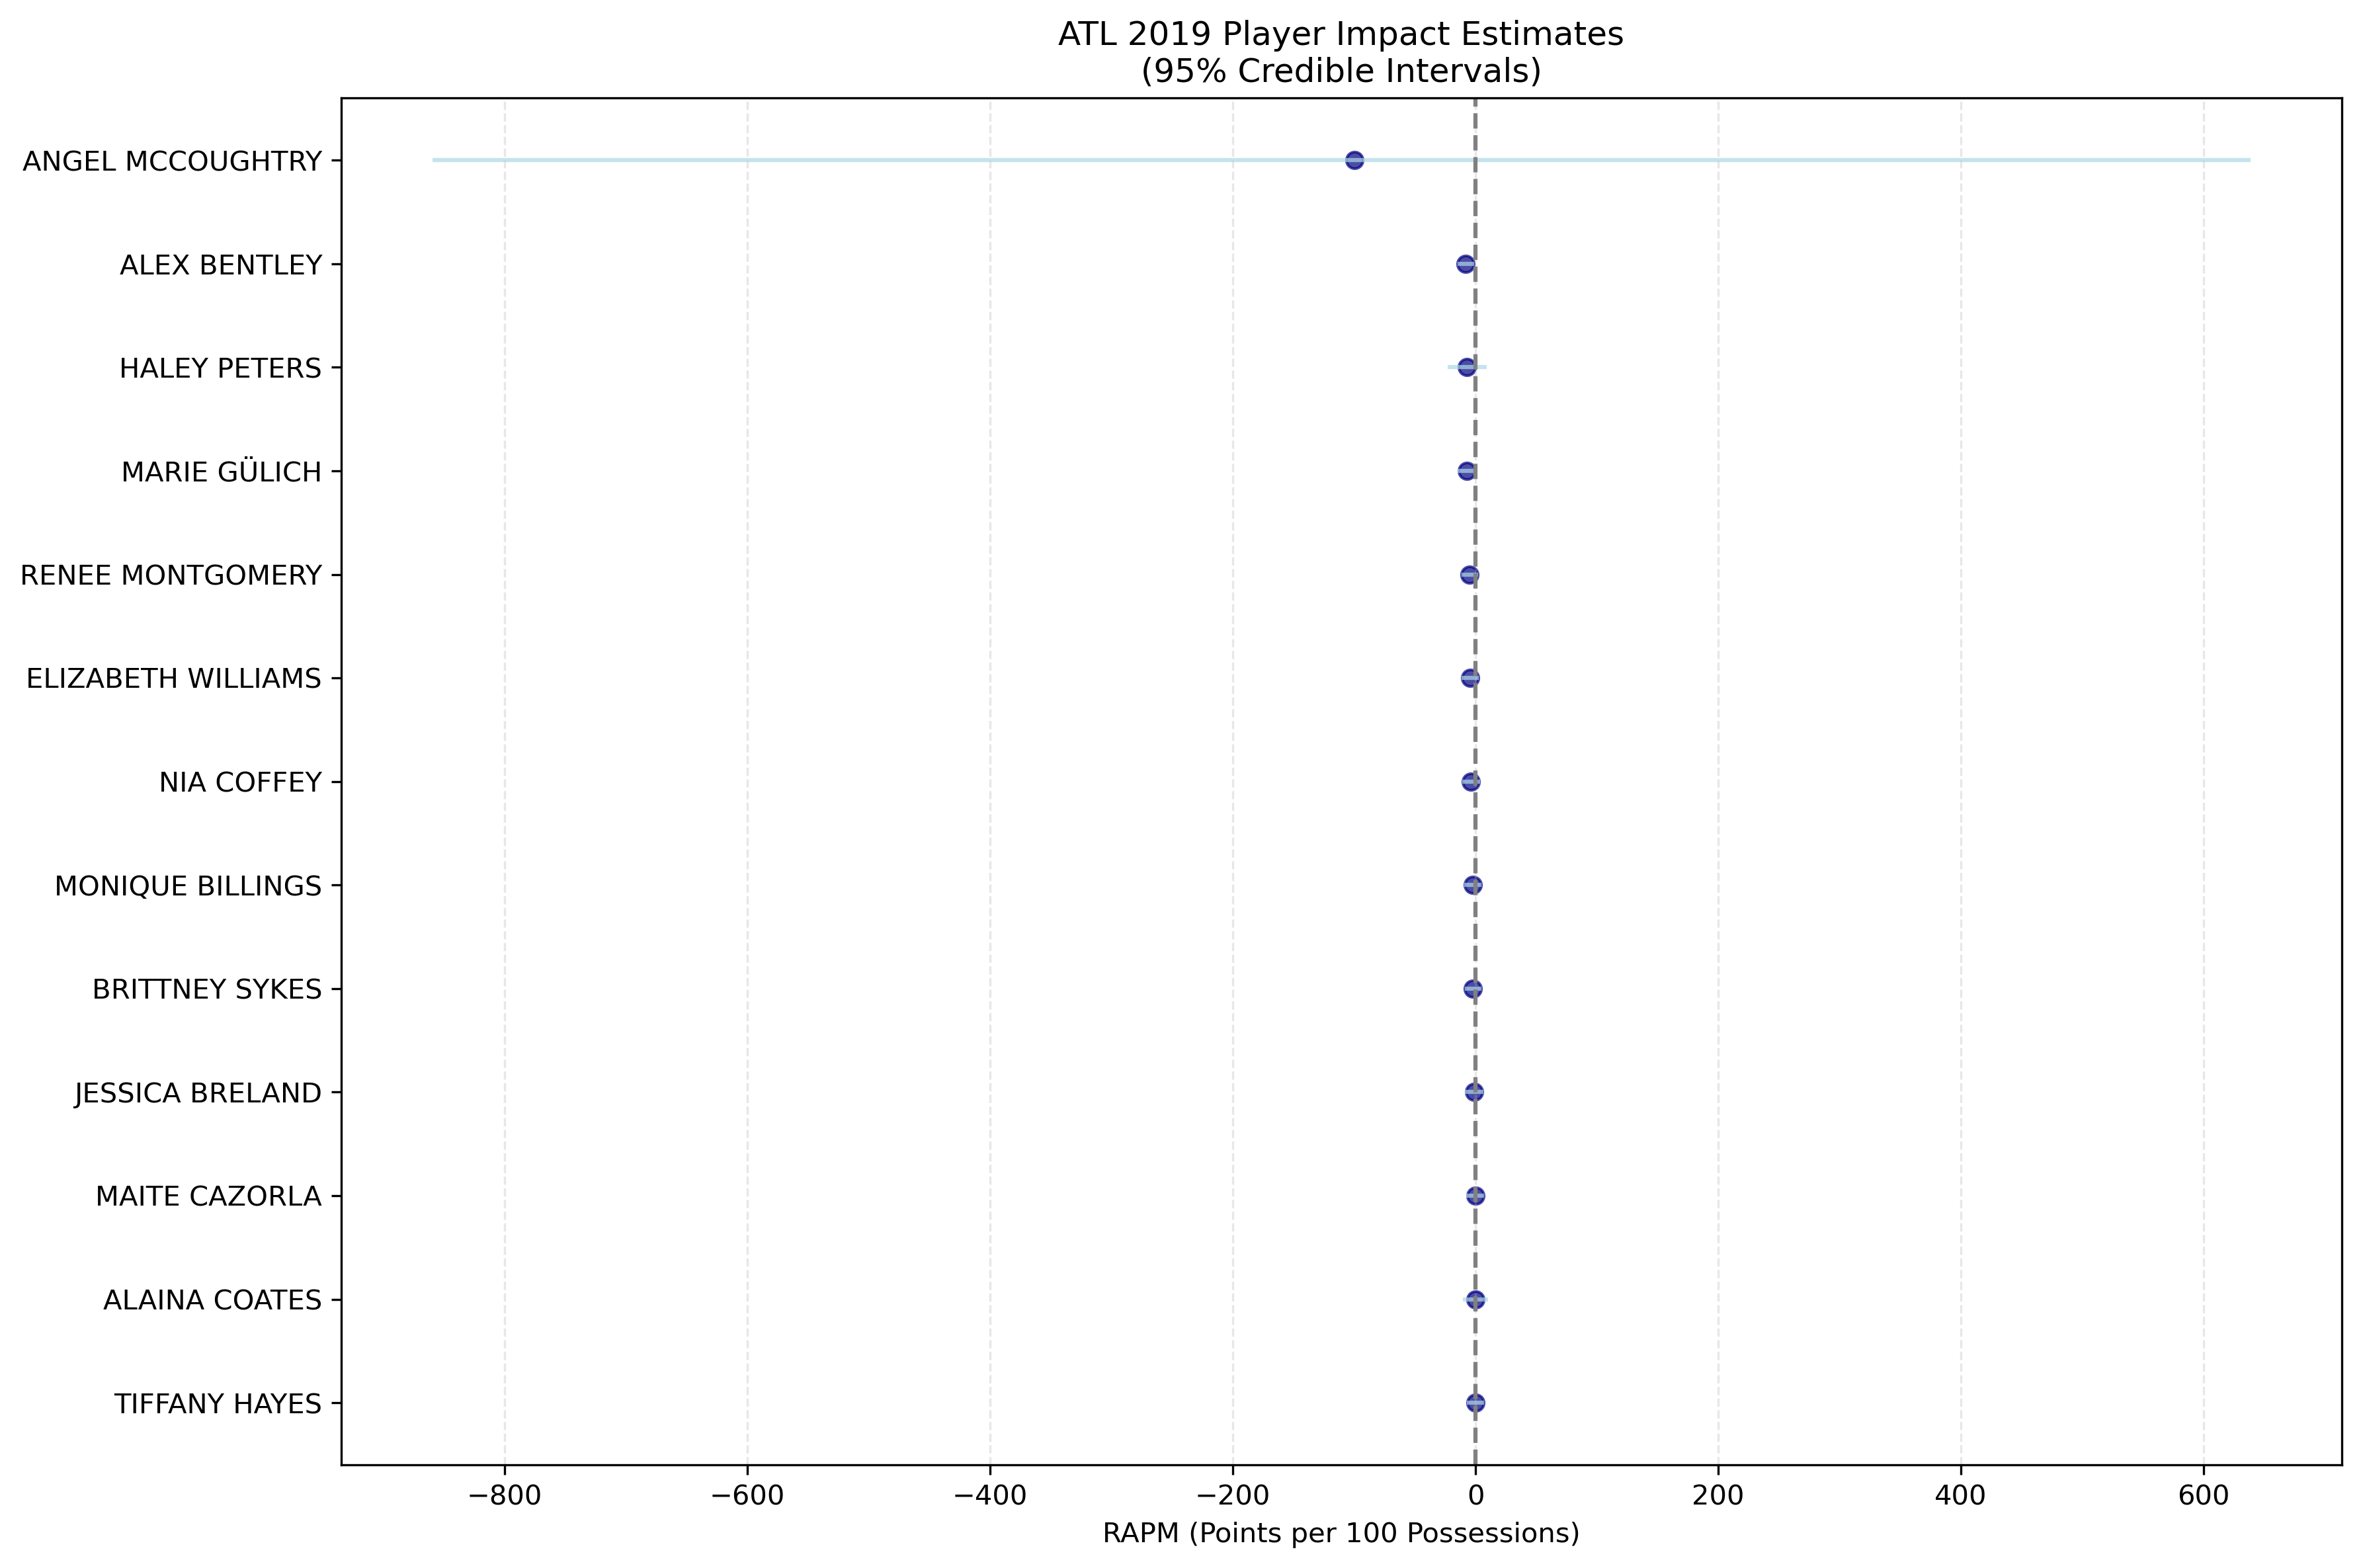 ATL 2019 Player Impact Estimates
(95% Credible Intervals)
ANGEL MCCOUGHTRY
ALEX BENTLEY
HALEY PETERS
MARIE GÜLICH
RENEE MONTGOMERY
ELIZABETH WILLIAMS
NIA COFFEY
MONIQUE BILLINGS
BRITTNEY SYKES
JESSICA BRELAND
MAITE CAZORLA
ALAINA COATES
TIFFANY HAYES
−800 −600 −400 −200 0 200 400 600
RAPM (Points per 100 Possessions)